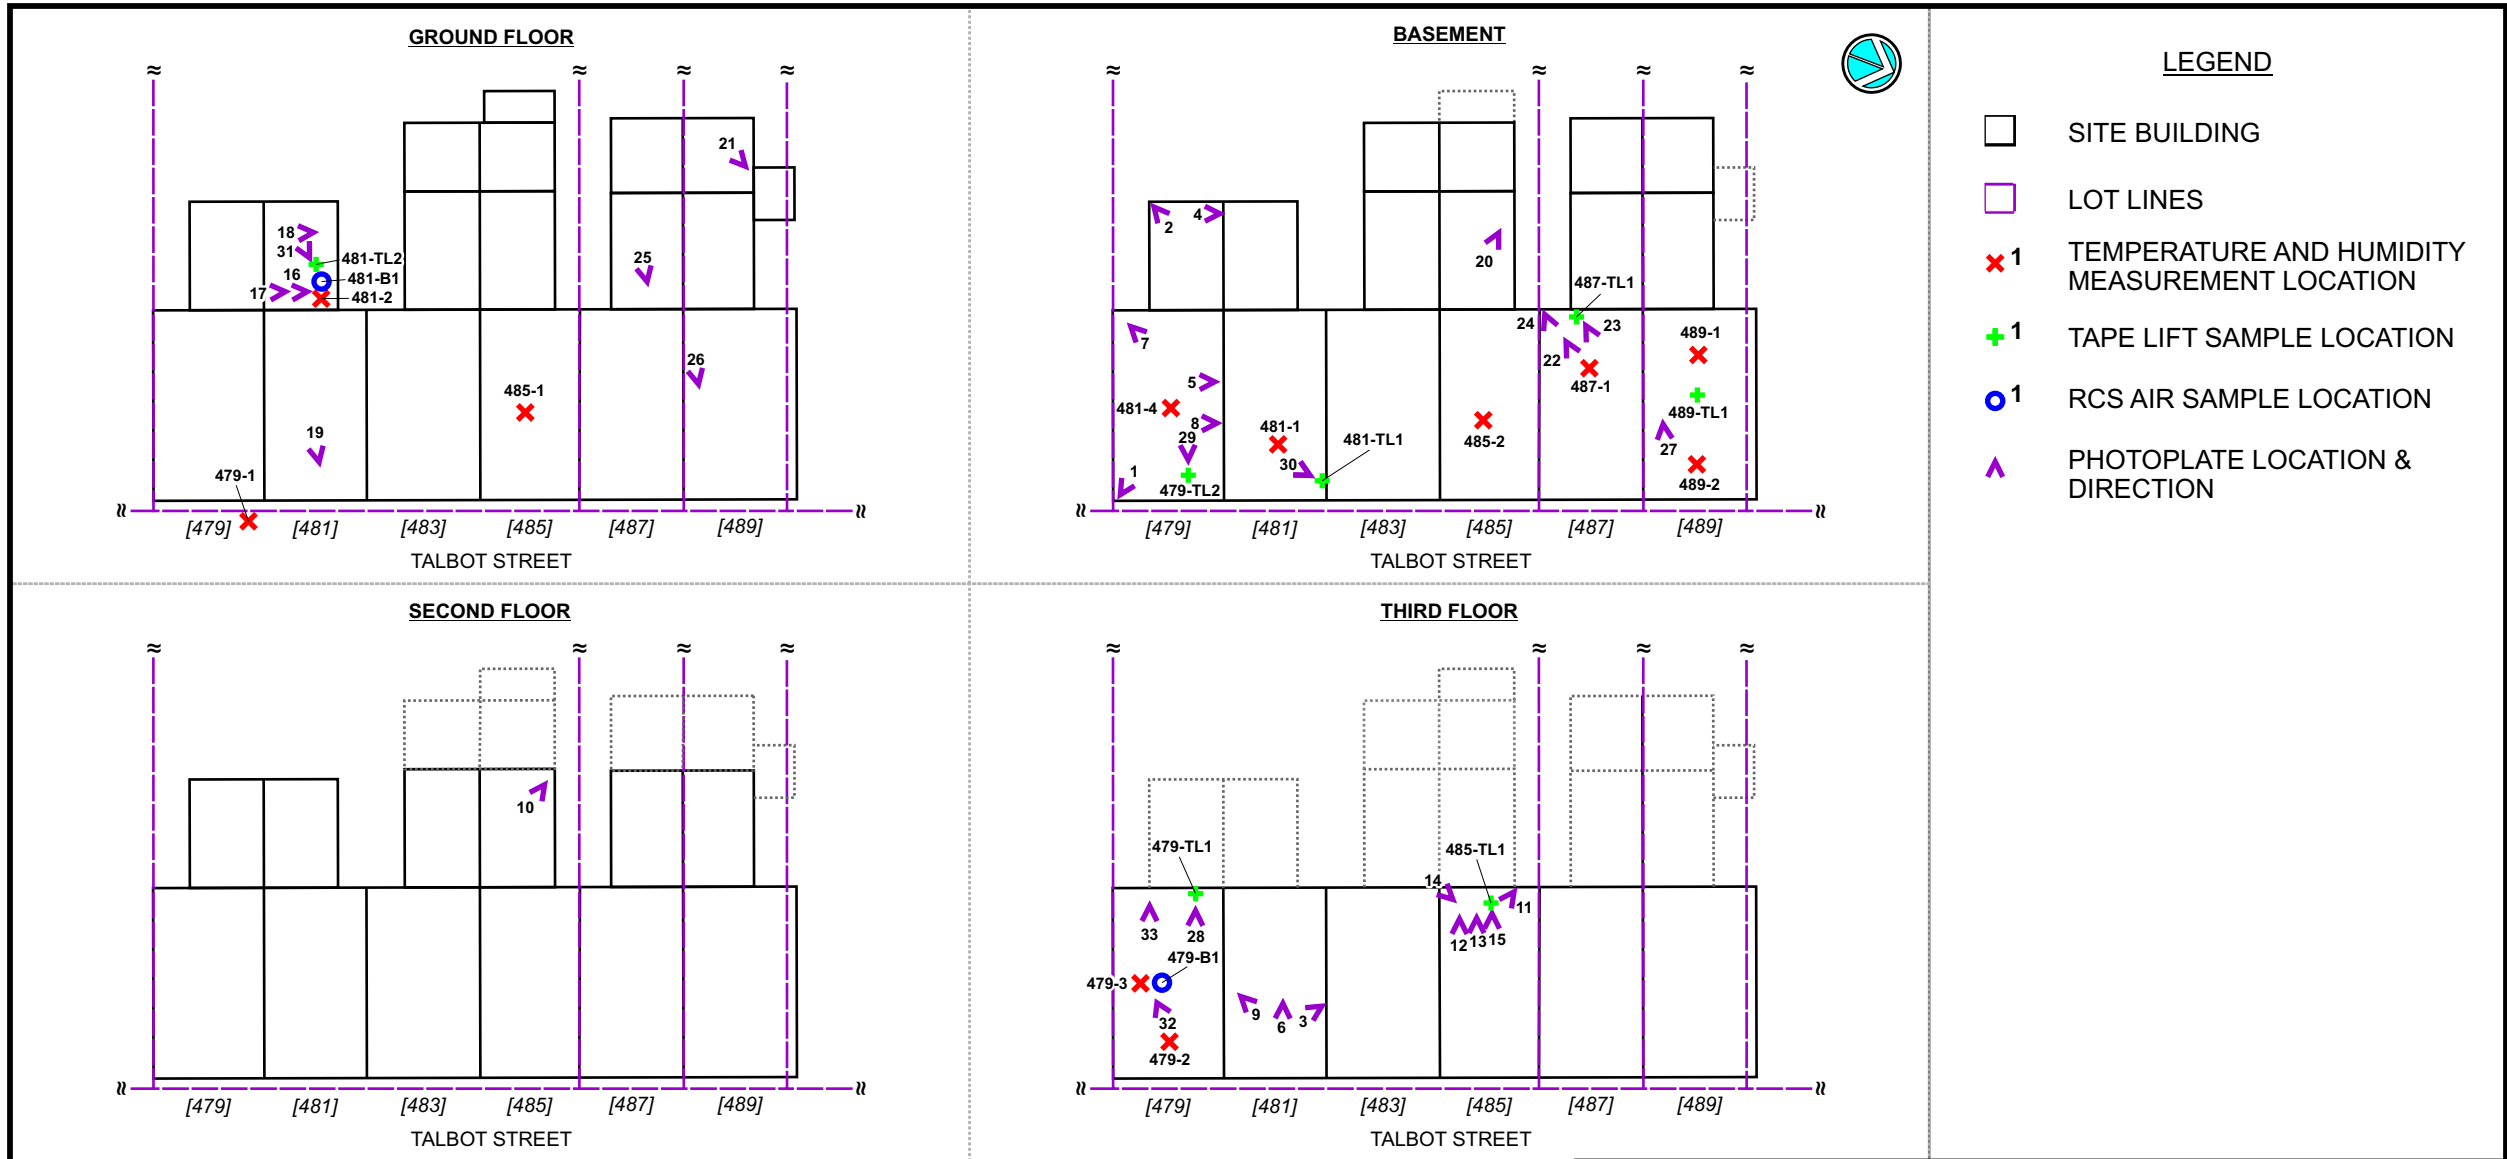 GROUND FLOOR
21
18
31
481-TL2
16
481-B1
17
481-2
25
26
485-1
19
479-1
[479]
[481]
[483]
[485]
[487]
[489]
TALBOT STREET
BASEMENT
2
4
20
487-TL1
24
23
7
22
489-1
487-1
5
481-4
8
481-1
481-TL1
489-TL1
29
485-2
30
27
1
479-TL2
489-2
[479]
[481]
[483]
[485]
[487]
[489]
TALBOT STREET
SECOND FLOOR
10
[479]
[481]
[483]
[485]
[487]
[489]
TALBOT STREET
THIRD FLOOR
479-TL1
485-TL1
14
11
33
28
12
13
15
479-B1
479-3
9
6
3
32
479-2
[479]
[481]
[483]
[485]
[487]
[489]
TALBOT STREET
LEGEND
SITE BUILDING
LOT LINES
1 TEMPERATURE AND HUMIDITY
MEASUREMENT LOCATION
1 TAPE LIFT SAMPLE LOCATION
1 RCS AIR SAMPLE LOCATION
PHOTOPLATE LOCATION &
DIRECTION